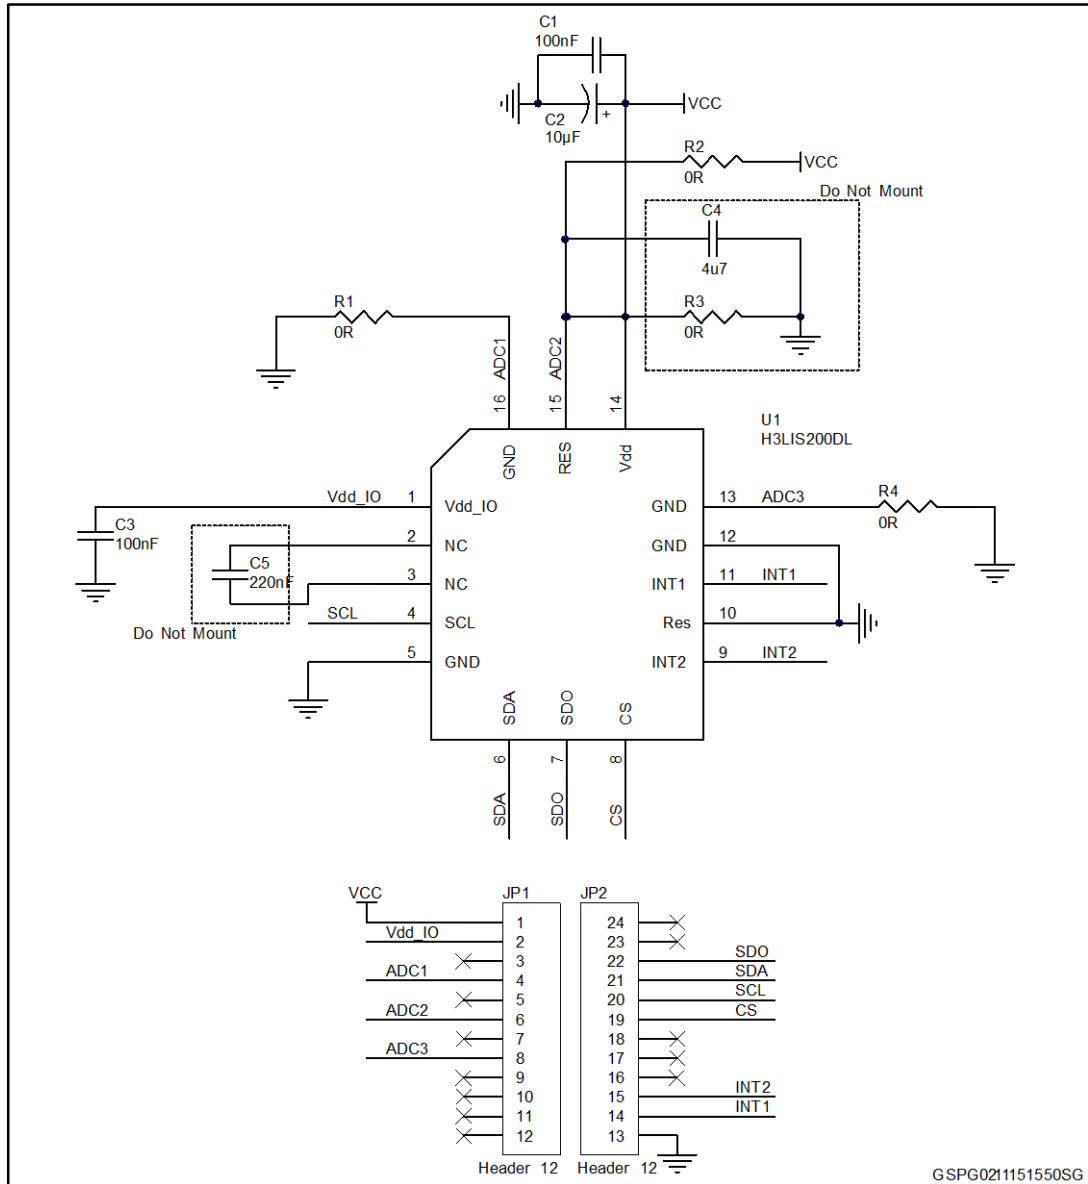 C1
100nF
VCC
C2
10µF
+
R2
0R
VCC
Do Not Mount
C4
4u7
R1
0R
R3
0R
ADC1
ADC2
16
15
14
U1
H3LIS200DL
GND
RES
Vdd
Vdd_IO
1
Vdd_IO
GND
13
ADC3
R4
0R
C3
100nF
2
NC
GND
12
C5
220nF
3
NC
INT1
11
INT1
SCL
4
SCL
Res
10
Do Not Mount
5
GND
INT2
9
INT2
SDA
SDO
CS
6
7
8
SDA
SDO
CS
VCC
JP1
JP2
1
24
Vdd_IO
2
23
3
22
SDO
ADC1
4
21
SDA
5
20
SCL
ADC2
6
19
CS
7
18
ADC3
8
17
9
16
10
15
INT2
11
14
INT1
12
13
Header 12
Header 12
GSPG0211151550SG